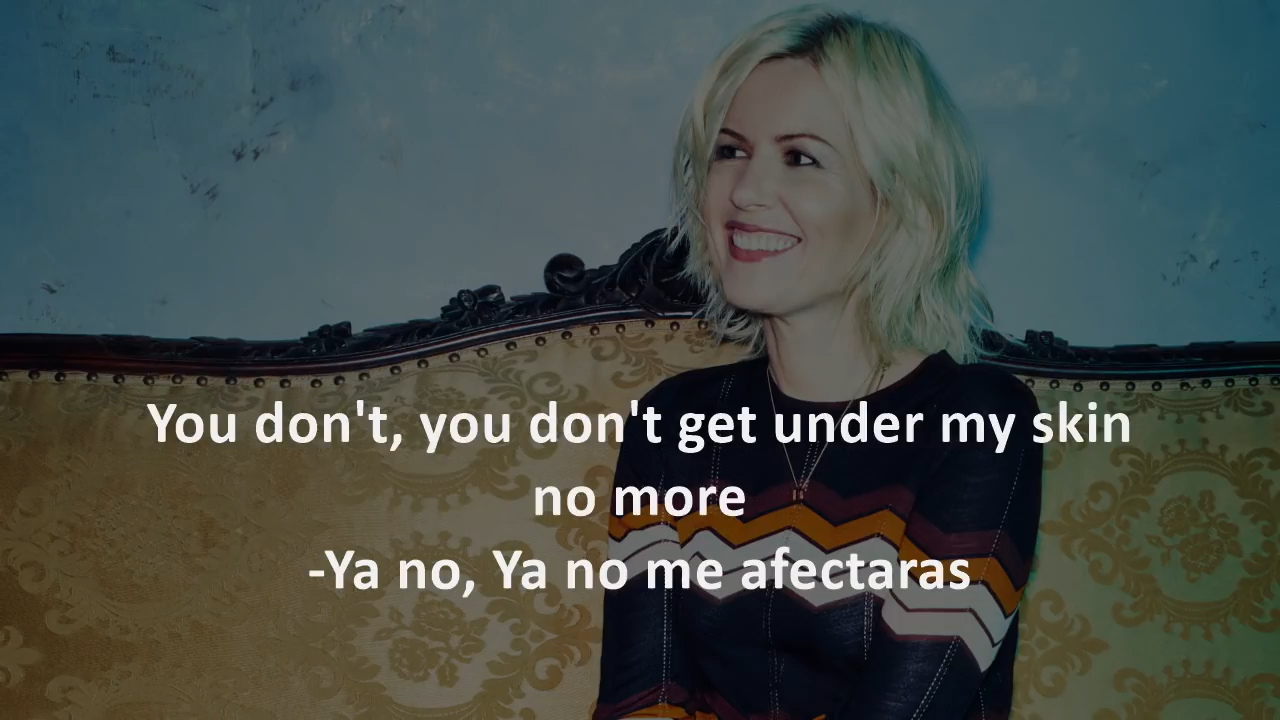 You don't, you don't get under my skin
no more
-Ya no, Ya no me afectaras